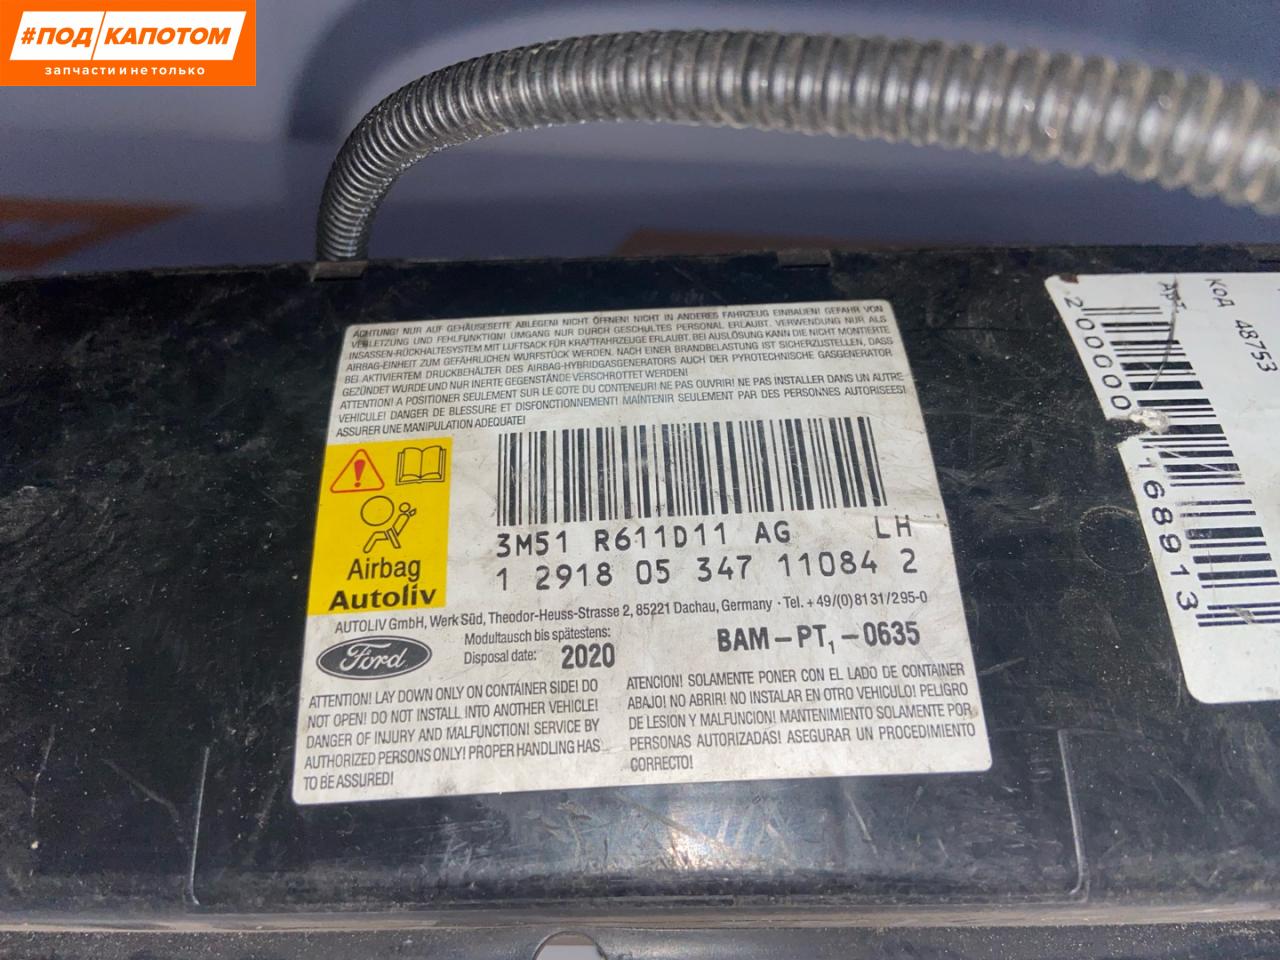 #ПОД КАПОТОМ
запчасти и не только
ACHTUNG! NUR AUF GEHÄUSESEITE ABLEGEN! NICHT ÖFFNEN! NICHT IN ANDERES FAHRZEUG EINBAUEN! GEFAHR VON
VERLETZUNG UND FEHLFUNKTION! UMGANG NUR DURCH GESCHULTES PERSONAL ERLAUBT. VERWENDUNG NUR ALS
INSASSEN-RÜCKHALTESYSTEM MIT LUFTSACK FÜR KRAFTFAHRZEUGE ERLAUBT. BEI AUSLÖSUNG KANN DIE NICHT MONTIERTE
AIRBAG-EINHEIT ZUM GEFÄHRLICHEN WURFSTÜCK WERDEN. NACH EINER BRANDBELASTUNG IST SICHERZUSTELLEN, DASS
BEI AKTIVIERTEM DRUCKBEHÄLTER DES AIRBAG-HYBRIDGASGENERATORS AUCH DER PYROTECHNISCHE GASGENERATOR
GEZÜNDET WURDE UND NUR INERTE GEGENSTÄNDE VERSCHROTTET WERDEN!
ATTENTION! A POSITIONER SEULEMENT SUR LE COTE DU CONTENEUR! NE PAS OUVRIR! NE PAS INSTALLER DANS UN AUTRE
VEHICULE! DANGER DE BLESSURE ET DISFONCTIONEMENT! MAINTENIR SEULEMENT PAR DES PERSONNES AUTORISEES!
ASSURER UNE MANIPULATION ADEQUATE!
3M51 R611D11 AG LH
1 2918 05 347 11084 2
Airbag
Autoliv
AUTOLIV GmbH, Werk Süd, Theodor-Heuss-Strasse 2, 85221 Dachau, Germany · Tel. +49/(0)8131/295-0
Ford
Modultausch bis spätestens:
Disposal date: 2020
BAM-PT1-0635
ATTENTION! LAY DOWN ONLY ON CONTAINER SIDE! DO
NOT OPEN! DO NOT INSTALL INTO ANOTHER VEHICLE!
DANGER OF INJURY AND MALFUNCTION! SERVICE BY
AUTHORIZED PERSONS ONLY! PROPER HANDLING HAS
TO BE ASSURED!
ATENCION! SOLAMENTE PONER CON EL LADO DE CONTAINER
ABAJO! NO ABRIR! NO INSTALAR EN OTRO VEHICULO! PELIGRO
DE LESION Y MALFUNCION! MANTENIMIENTO SOLAMENTE POR
PERSONAS AUTORIZADAS! ASEGURAR UN PROCEDIMIENTO
CORRECTO!
КОД 48753
200000
168913